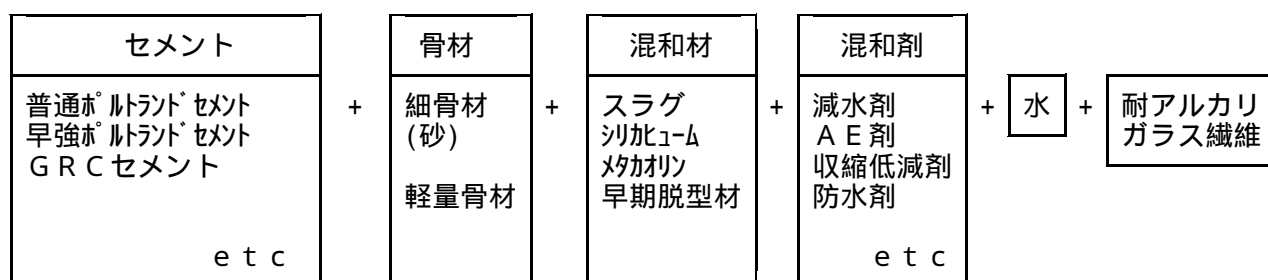 セメント
普通ポルトランドセメント
早強ポルトランドセメント
GRCセメント
etc
+
骨材
細骨材
(砂)
軽量骨材
+
混和材
スラグ
シリカヒューム
メタカオリン
早期脱型材
+
混和剤
減水剤
AE剤
収縮低減剤
防水剤
etc
+
水
+
耐アルカリ
ガラス繊維